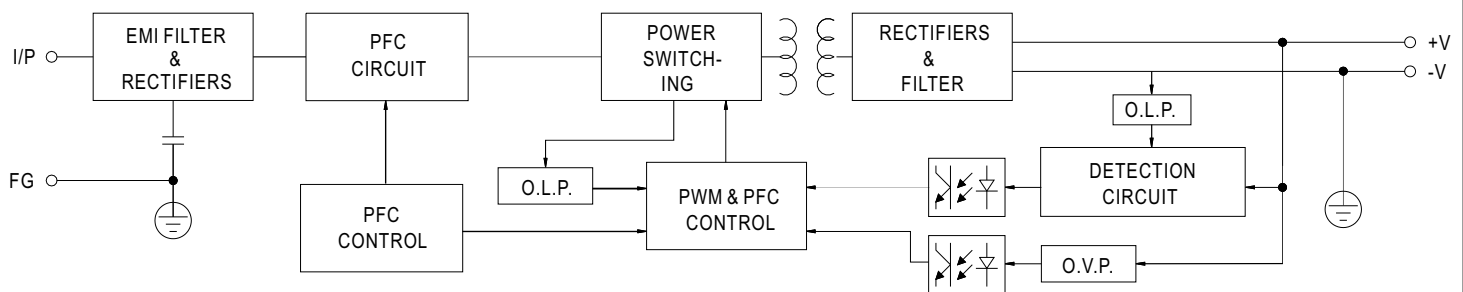 I/P
EMI FILTER
&
RECTIFIERS
PFC
CIRCUIT
POWER
SWITCH-
ING
RECTIFIERS
&
FILTER
+V
-V
O.L.P.
FG
O.L.P.
PFC
CONTROL
PWM & PFC
CONTROL
DETECTION
CIRCUIT
O.V.P.